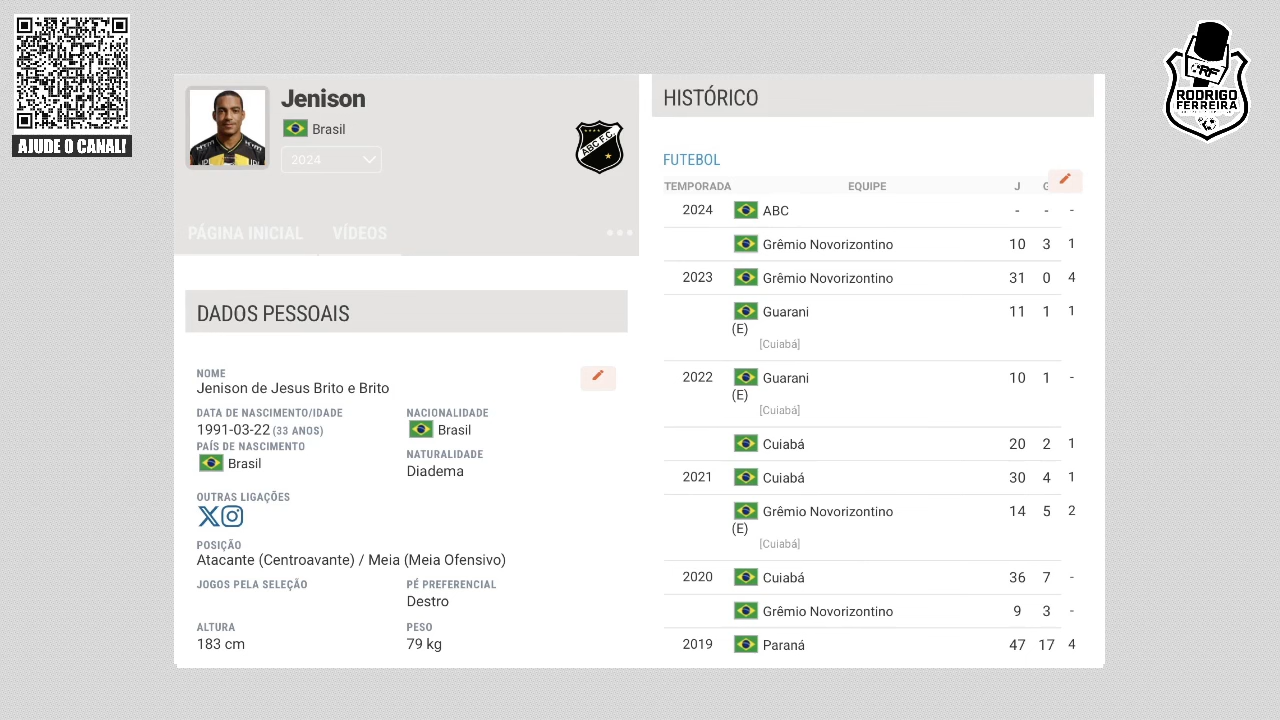 AJUDE O CANAL!
Jenison
Brasil
2024
ABC F.C.
PÁGINA INICIAL VÍDEOS
DADOS PESSOAIS
NOME
Jenison de Jesus Brito e Brito
DATA DE NASCIMENTO/IDADE
1991-03-22 (33 ANOS)
NACIONALIDADE
Brasil
PAÍS DE NASCIMENTO
Brasil
NATURALIDADE
Diadema
OUTRAS LIGAÇÕES
POSIÇÃO
Atacante (Centroavante) / Meia (Meia Ofensivo)
JOGOS PELA SELEÇÃO
PÉ PREFERENCIAL
Destro
ALTURA
183 cm
PESO
79 kg
HISTÓRICO
FUTEBOL
TEMPORADA EQUIPE J G
2024 ABC - - -
Grêmio Novorizontino 10 3 1
2023 Grêmio Novorizontino 31 0 4
Guarani 11 1 1
(E)
[Cuiabá]
2022 Guarani 10 1 -
(E)
[Cuiabá]
Cuiabá 20 2 1
2021 Cuiabá 30 4 1
Grêmio Novorizontino 14 5 2
(E)
[Cuiabá]
2020 Cuiabá 36 7 -
Grêmio Novorizontino 9 3 -
2019 Paraná 47 17 4
CRF
RODRIGO
FERREIRA